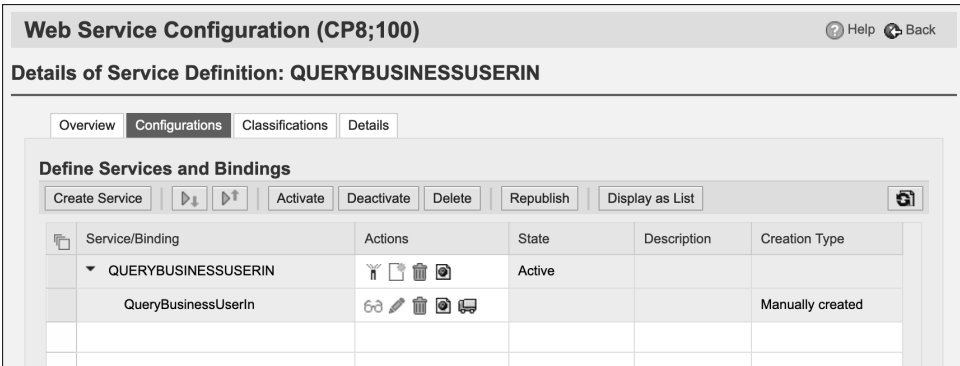 Web Service Configuration (CP8;100) Help Back
Details of Service Definition: QUERYBUSINESSUSERIN
Overview Configurations Classifications Details
Define Services and Bindings
Create Service Activate Deactivate Delete Republish Display as List
Service/Binding Actions State Description Creation Type
QUERYBUSINESSUSERIN Active
QueryBusinessUserIn Manually created